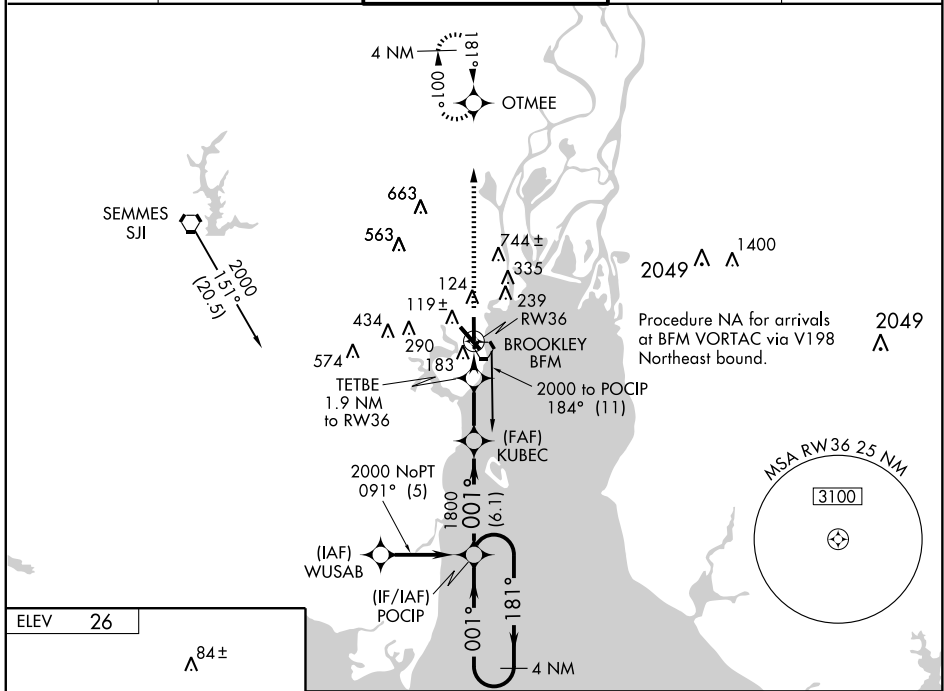 4 NM
181°
001°
OTMEE
SEMMES
SJI
2000
151°
(20.5)
663
563
744±
335
124
239
119±
RW36
434
290
574
183
BROOKLEY
BFM
2049
1400
2049
Procedure NA for arrivals
at BFM VORTAC via V198
Northeast bound.
TETBE
1.9 NM
to RW36
2000 to POCIP
184° (11)
(FAF)
KUBEC
2000 NoPT
091° (5)
1800
001°
(6.1)
(IAF)
WUSAB
(IF/IAF)
POCIP
001°
181°
4 NM
MSA RW36 25 NM
3100
ELEV 26
84±